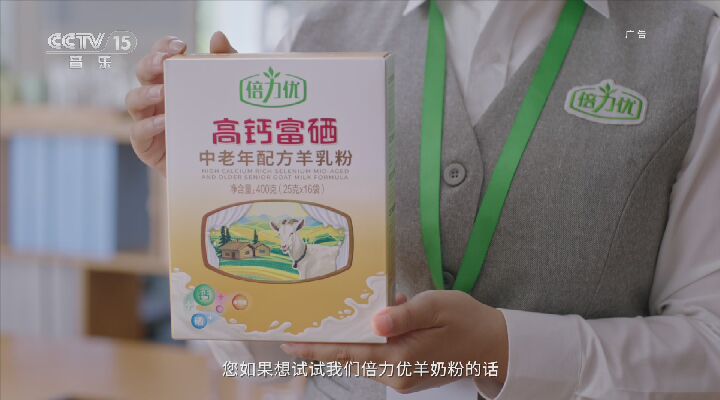 CCTV 15
音乐
广告
倍力优
高钙富硒
中老年配方羊乳粉
HIGH CALCIUM RICH SELENIUM MID-AGED
AND OLDER SENIOR GOAT MILK FORMULA
净含量:400克(25克×16袋)
钙
硒
倍力优
您如果想试试我们倍力优羊奶粉的话